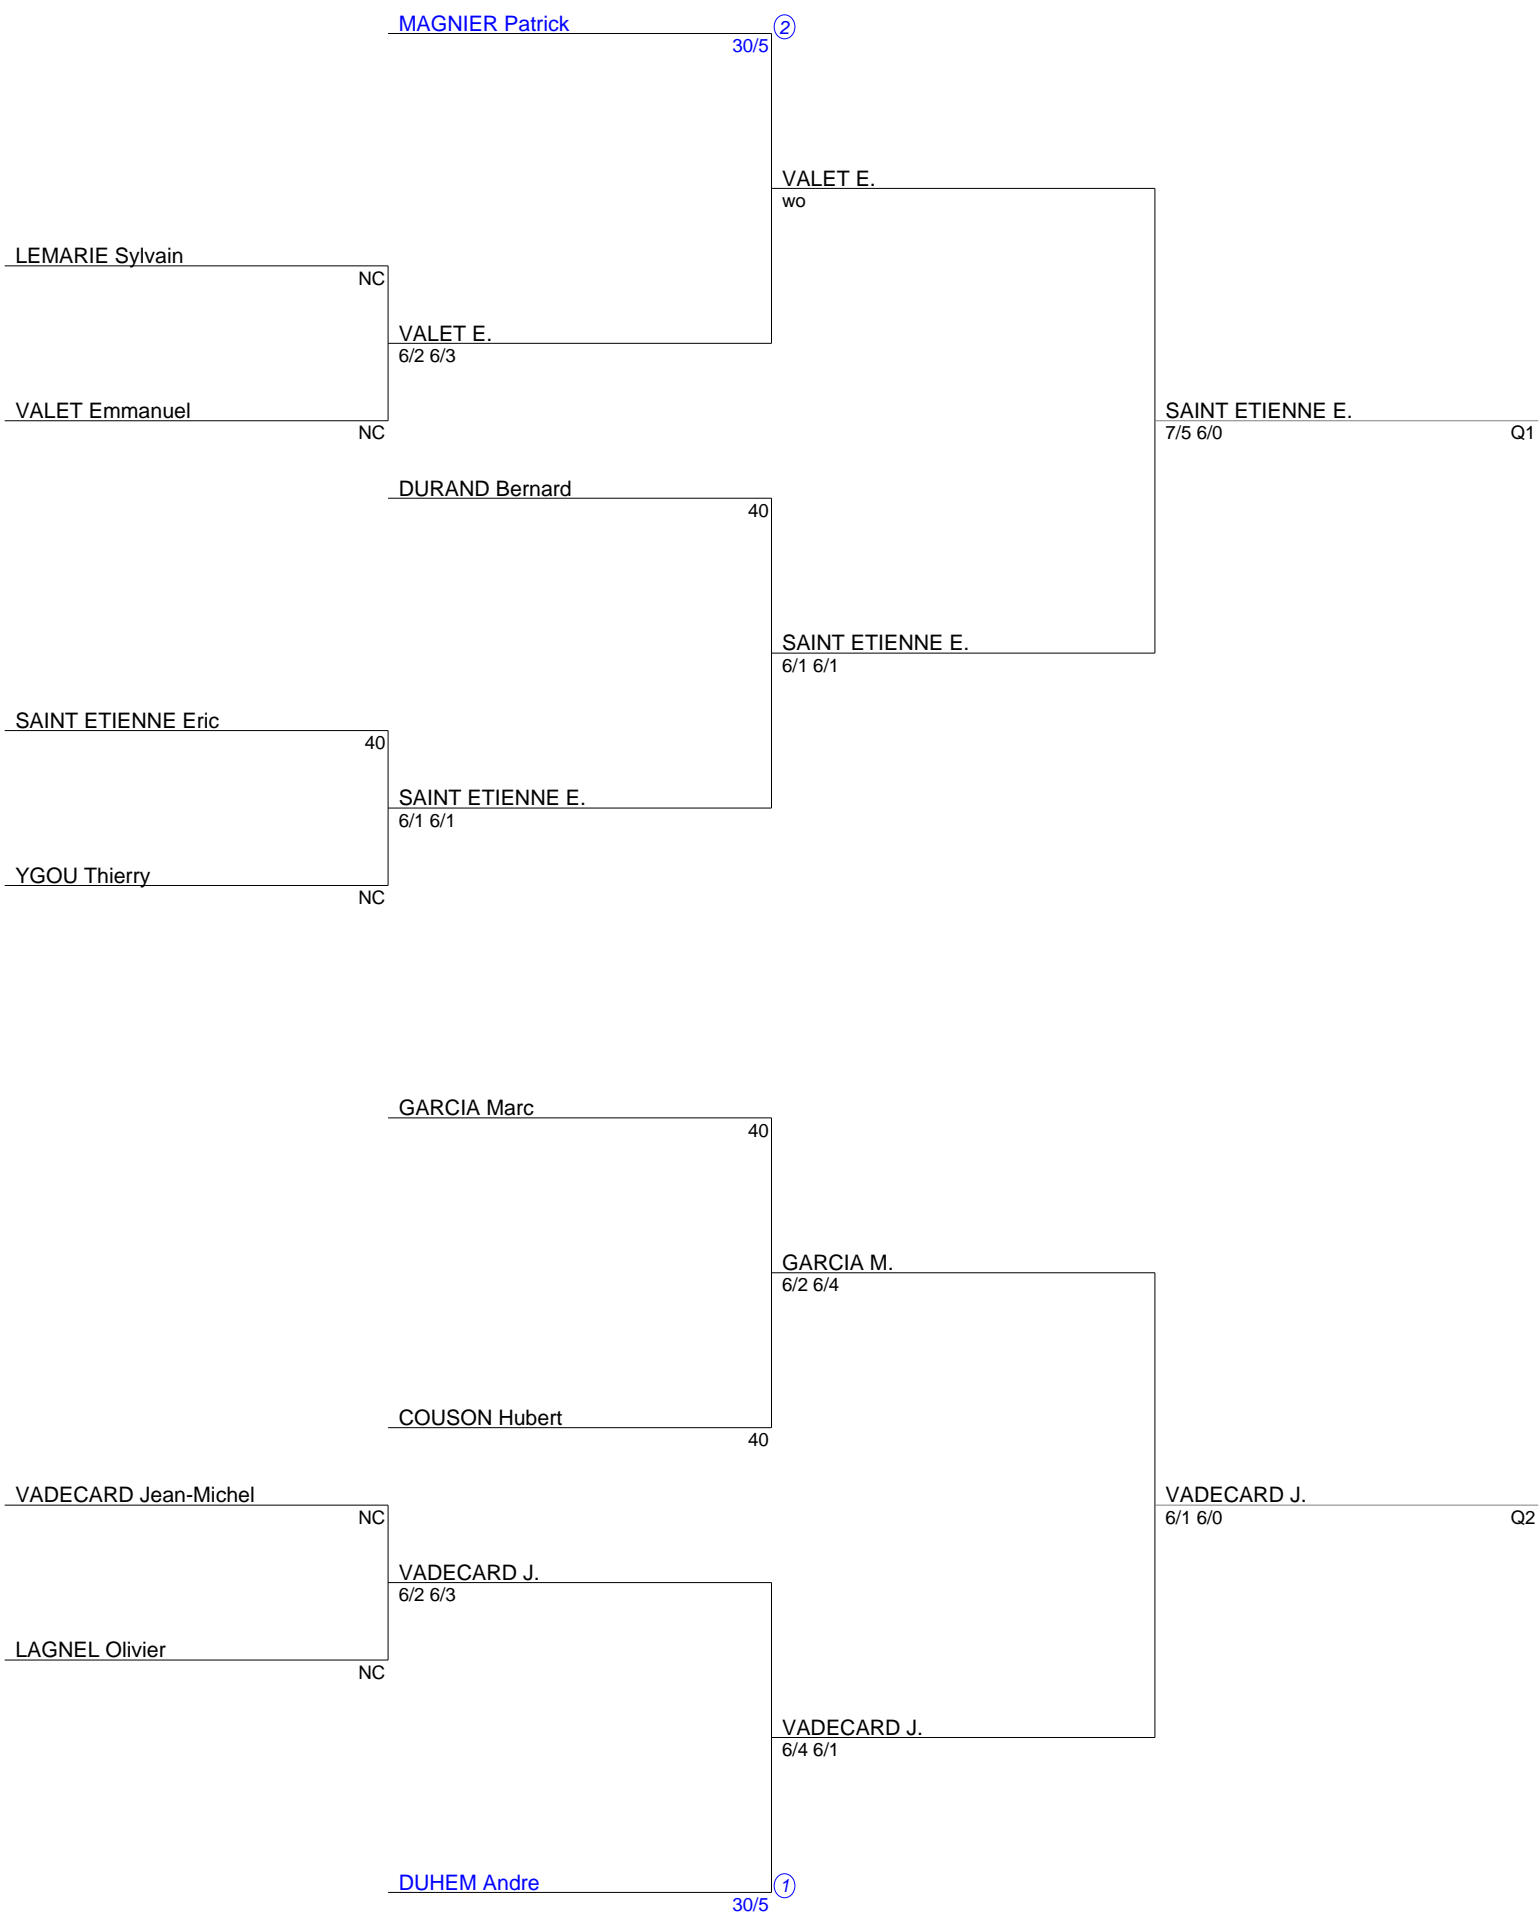 MAGNIER Patrick
2
30/5
VALET E.
wo
LEMARIE Sylvain
NC
VALET E.
6/2 6/3
VALET Emmanuel
NC
SAINT ETIENNE E.
7/5 6/0
Q1
DURAND Bernard
40
SAINT ETIENNE E.
6/1 6/1
SAINT ETIENNE Eric
40
SAINT ETIENNE E.
6/1 6/1
YGOU Thierry
NC
GARCIA Marc
40
GARCIA M.
6/2 6/4
COUSON Hubert
40
VADECARD Jean-Michel
NC
VADECARD J.
6/1 6/0
Q2
VADECARD J.
6/2 6/3
LAGNEL Olivier
NC
VADECARD J.
6/4 6/1
DUHEM Andre
1
30/5